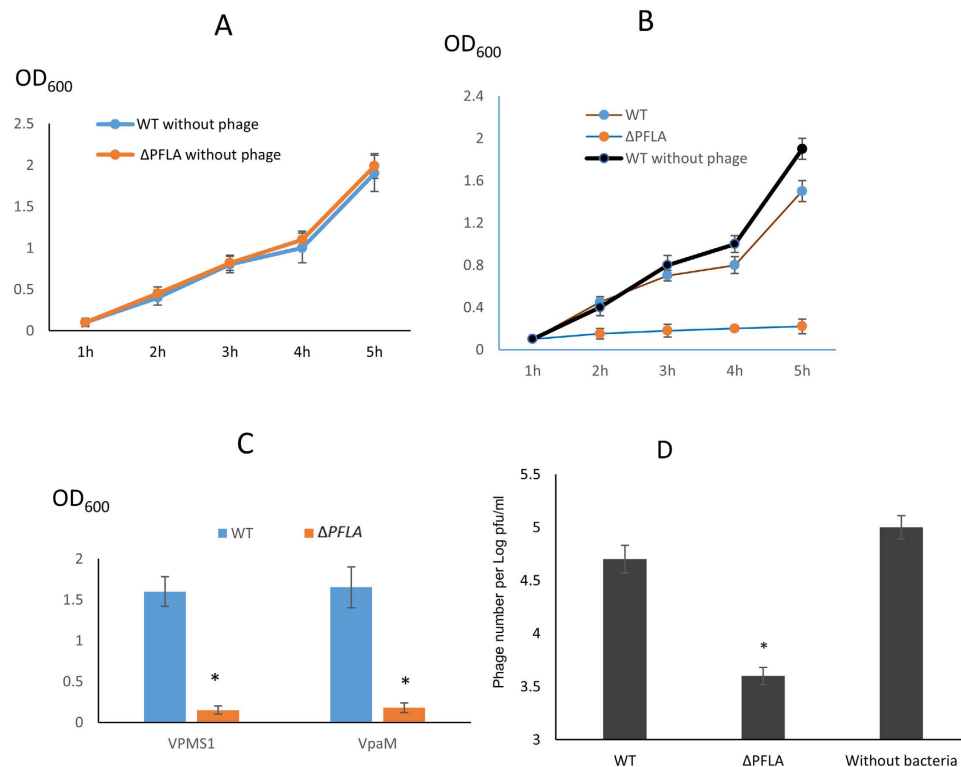 A
OD600
WT without phage
ΔPFLA without phage
2.5
2
1.5
1
0.5
0
1h 2h 3h 4h 5h
B
OD600
WT
ΔPFLA
WT without phage
2.4
2
1.6
1.2
0.8
0.4
0
1h 2h 3h 4h 5h
C
OD600
WT ΔPFLA
2
1.5
1
0.5
0
* *
VPMS1 VpaM
D
Phage number per Log pfu/ml
5.5
5
4.5
4
3.5
3
*
WT ΔPFLA Without bacteria